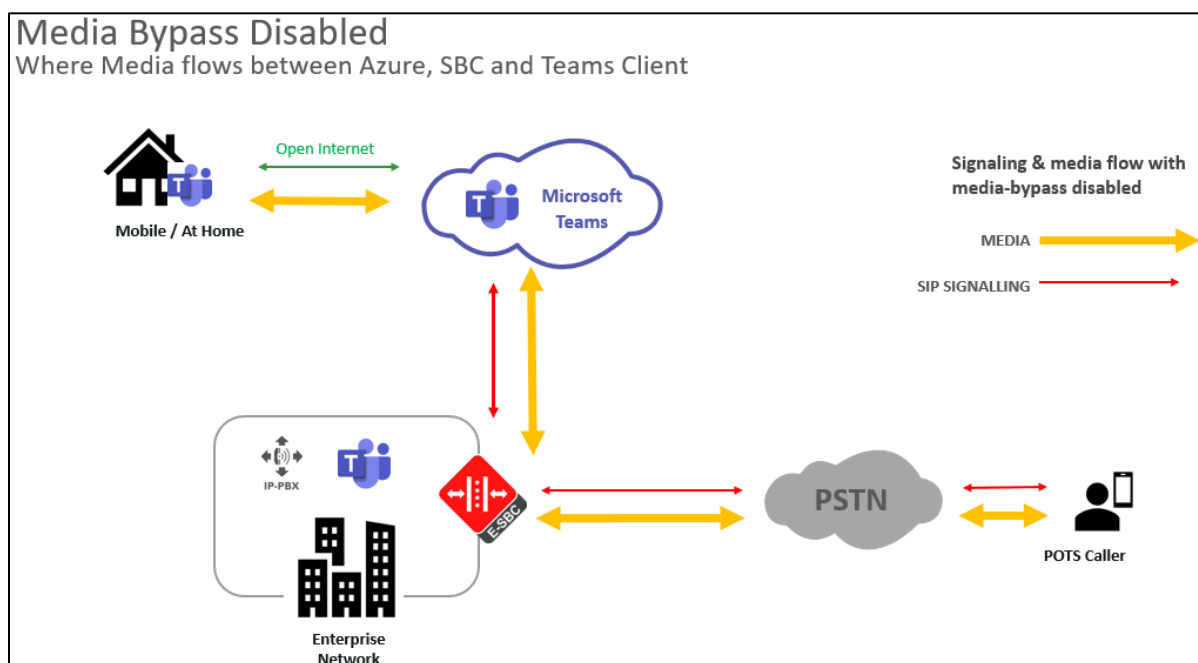 Media Bypass Disabled
Where Media flows between Azure, SBC and Teams Client
Open Internet
T
Mobile / At Home
T
Microsoft
Teams
Signaling & media flow with
media-bypass disabled
MEDIA
SIP SIGNALLING
IP-PBX
T
E-SBC
Enterprise
Network
PSTN
POTS Caller